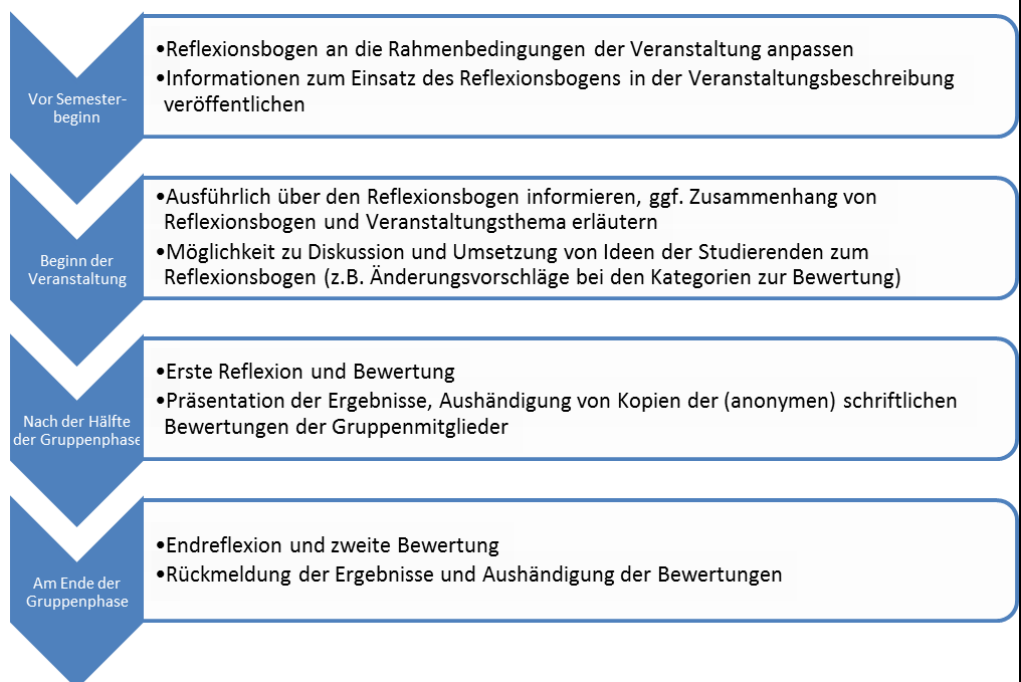 Vor Semester-
beginn
•Reflexionsbogen an die Rahmenbedingungen der Veranstaltung anpassen
•Informationen zum Einsatz des Reflexionsbogens in der Veranstaltungsbeschreibung
veröffentlichen
Beginn der
Veranstaltung
•Ausführlich über den Reflexionsbogen informieren, ggf. Zusammenhang von
Reflexionsbogen und Veranstaltungsthema erläutern
•Möglichkeit zu Diskussion und Umsetzung von Ideen der Studierenden zum
Reflexionsbogen (z.B. Änderungsvorschläge bei den Kategorien zur Bewertung)
Nach der Hälfte
der Gruppenphase
•Erste Reflexion und Bewertung
•Präsentation der Ergebnisse, Aushändigung von Kopien der (anonymen) schriftlichen
Bewertungen der Gruppenmitglieder
Am Ende der
Gruppenphase
•Endreflexion und zweite Bewertung
•Rückmeldung der Ergebnisse und Aushändigung der Bewertungen